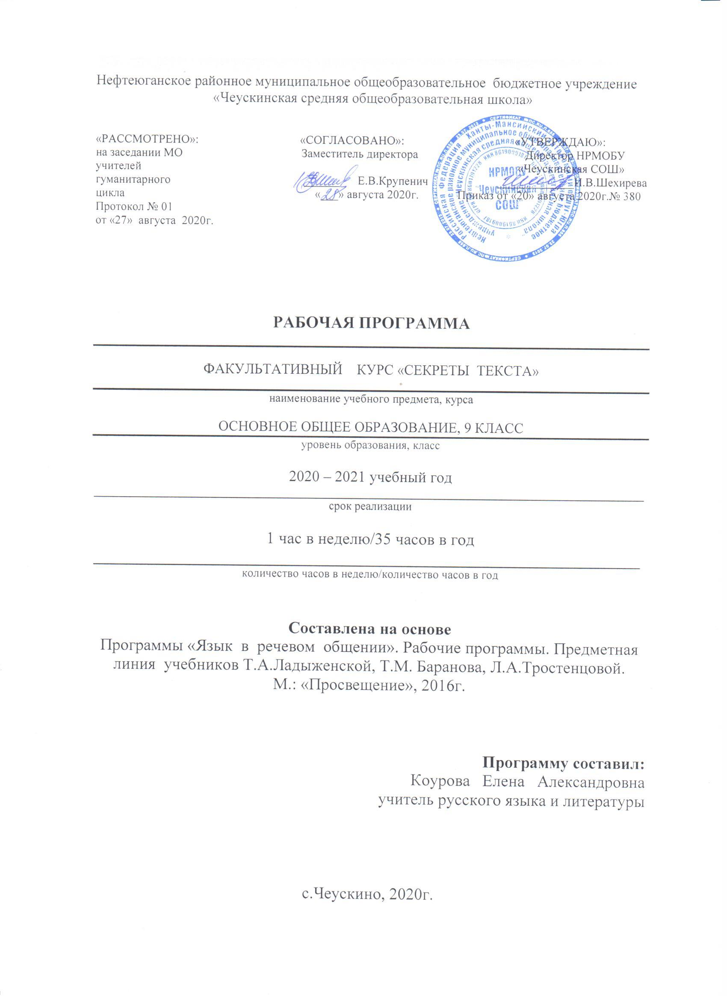 Нефтеюганское районное муниципальное общеобразовательное бюджетное учреждение
«Чеускинская средняя общеобразовательная школа»
«РАССМОТРЕНО»:
на заседании МО
учителей
гуманитарного
цикла
Протокол № 01
от «27» августа 2020г.
«СОГЛАСОВАНО»:
Заместитель директора
Е.В.Крупенич
«28» августа 2020г.
«УТВЕРЖДАЮ»:
Директор НРМОБУ
«Чеускинская СОШ»
И.В.Шехирева
Приказ от «20» августа 2020г.№ 380
НРМОБУ
"Чеускинская
СОШ"
РАБОЧАЯ ПРОГРАММА
ФАКУЛЬТАТИВНЫЙ КУРС «СЕКРЕТЫ ТЕКСТА»
наименование учебного предмета, курса
ОСНОВНОЕ ОБЩЕЕ ОБРАЗОВАНИЕ, 9 КЛАСС
уровень образования, класс
2020 – 2021 учебный год
срок реализации
1 час в неделю/35 часов в год
количество часов в неделю/количество часов в год
Составлена на основе
Программы «Язык в речевом общении». Рабочие программы. Предметная
линия учебников Т.А.Ладыженской, Т.М. Баранова, Л.А.Тростенцовой.
М.: «Просвещение», 2016г.
Программу составил:
Коурова Елена Александровна
учитель русского языка и литературы
с.Чеускино, 2020г.